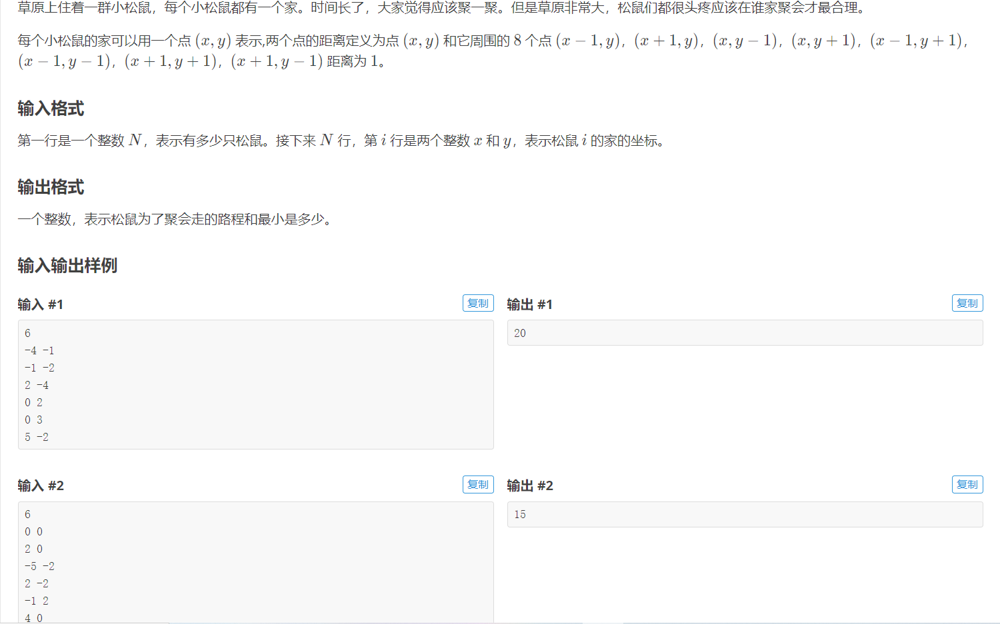 草原上住着一群小松鼠，每个小松鼠都有一个家。时间长了，大家觉得应该聚一聚。但是草原非常大，松鼠们都很头疼应该在谁家聚会才最合理。
每个小松鼠的家可以用一个点 (x, y) 表示,两个点的距离定义为点 (x, y) 和它周围的 8 个点 (x − 1, y)，(x + 1, y)，(x, y − 1)，(x, y + 1)，(x − 1, y + 1)，
(x − 1, y − 1)，(x + 1, y + 1)，(x + 1, y − 1) 距离为 1。
输入格式
第一行是一个整数 N，表示有多少只松鼠。接下来 N 行，第 i 行是两个整数 x 和 y，表示松鼠 i 的家的坐标。
输出格式
一个整数，表示松鼠为了聚会走的路程和最小是多少。
输入输出样例
输入 #1
复制
6
-4 -1
-1 -2
2 -4
0 2
0 3
5 -2
输出 #1
复制
20
输入 #2
复制
6
0 0
2 0
-5 -2
2 -2
-1 2
4 0
输出 #2
复制
15